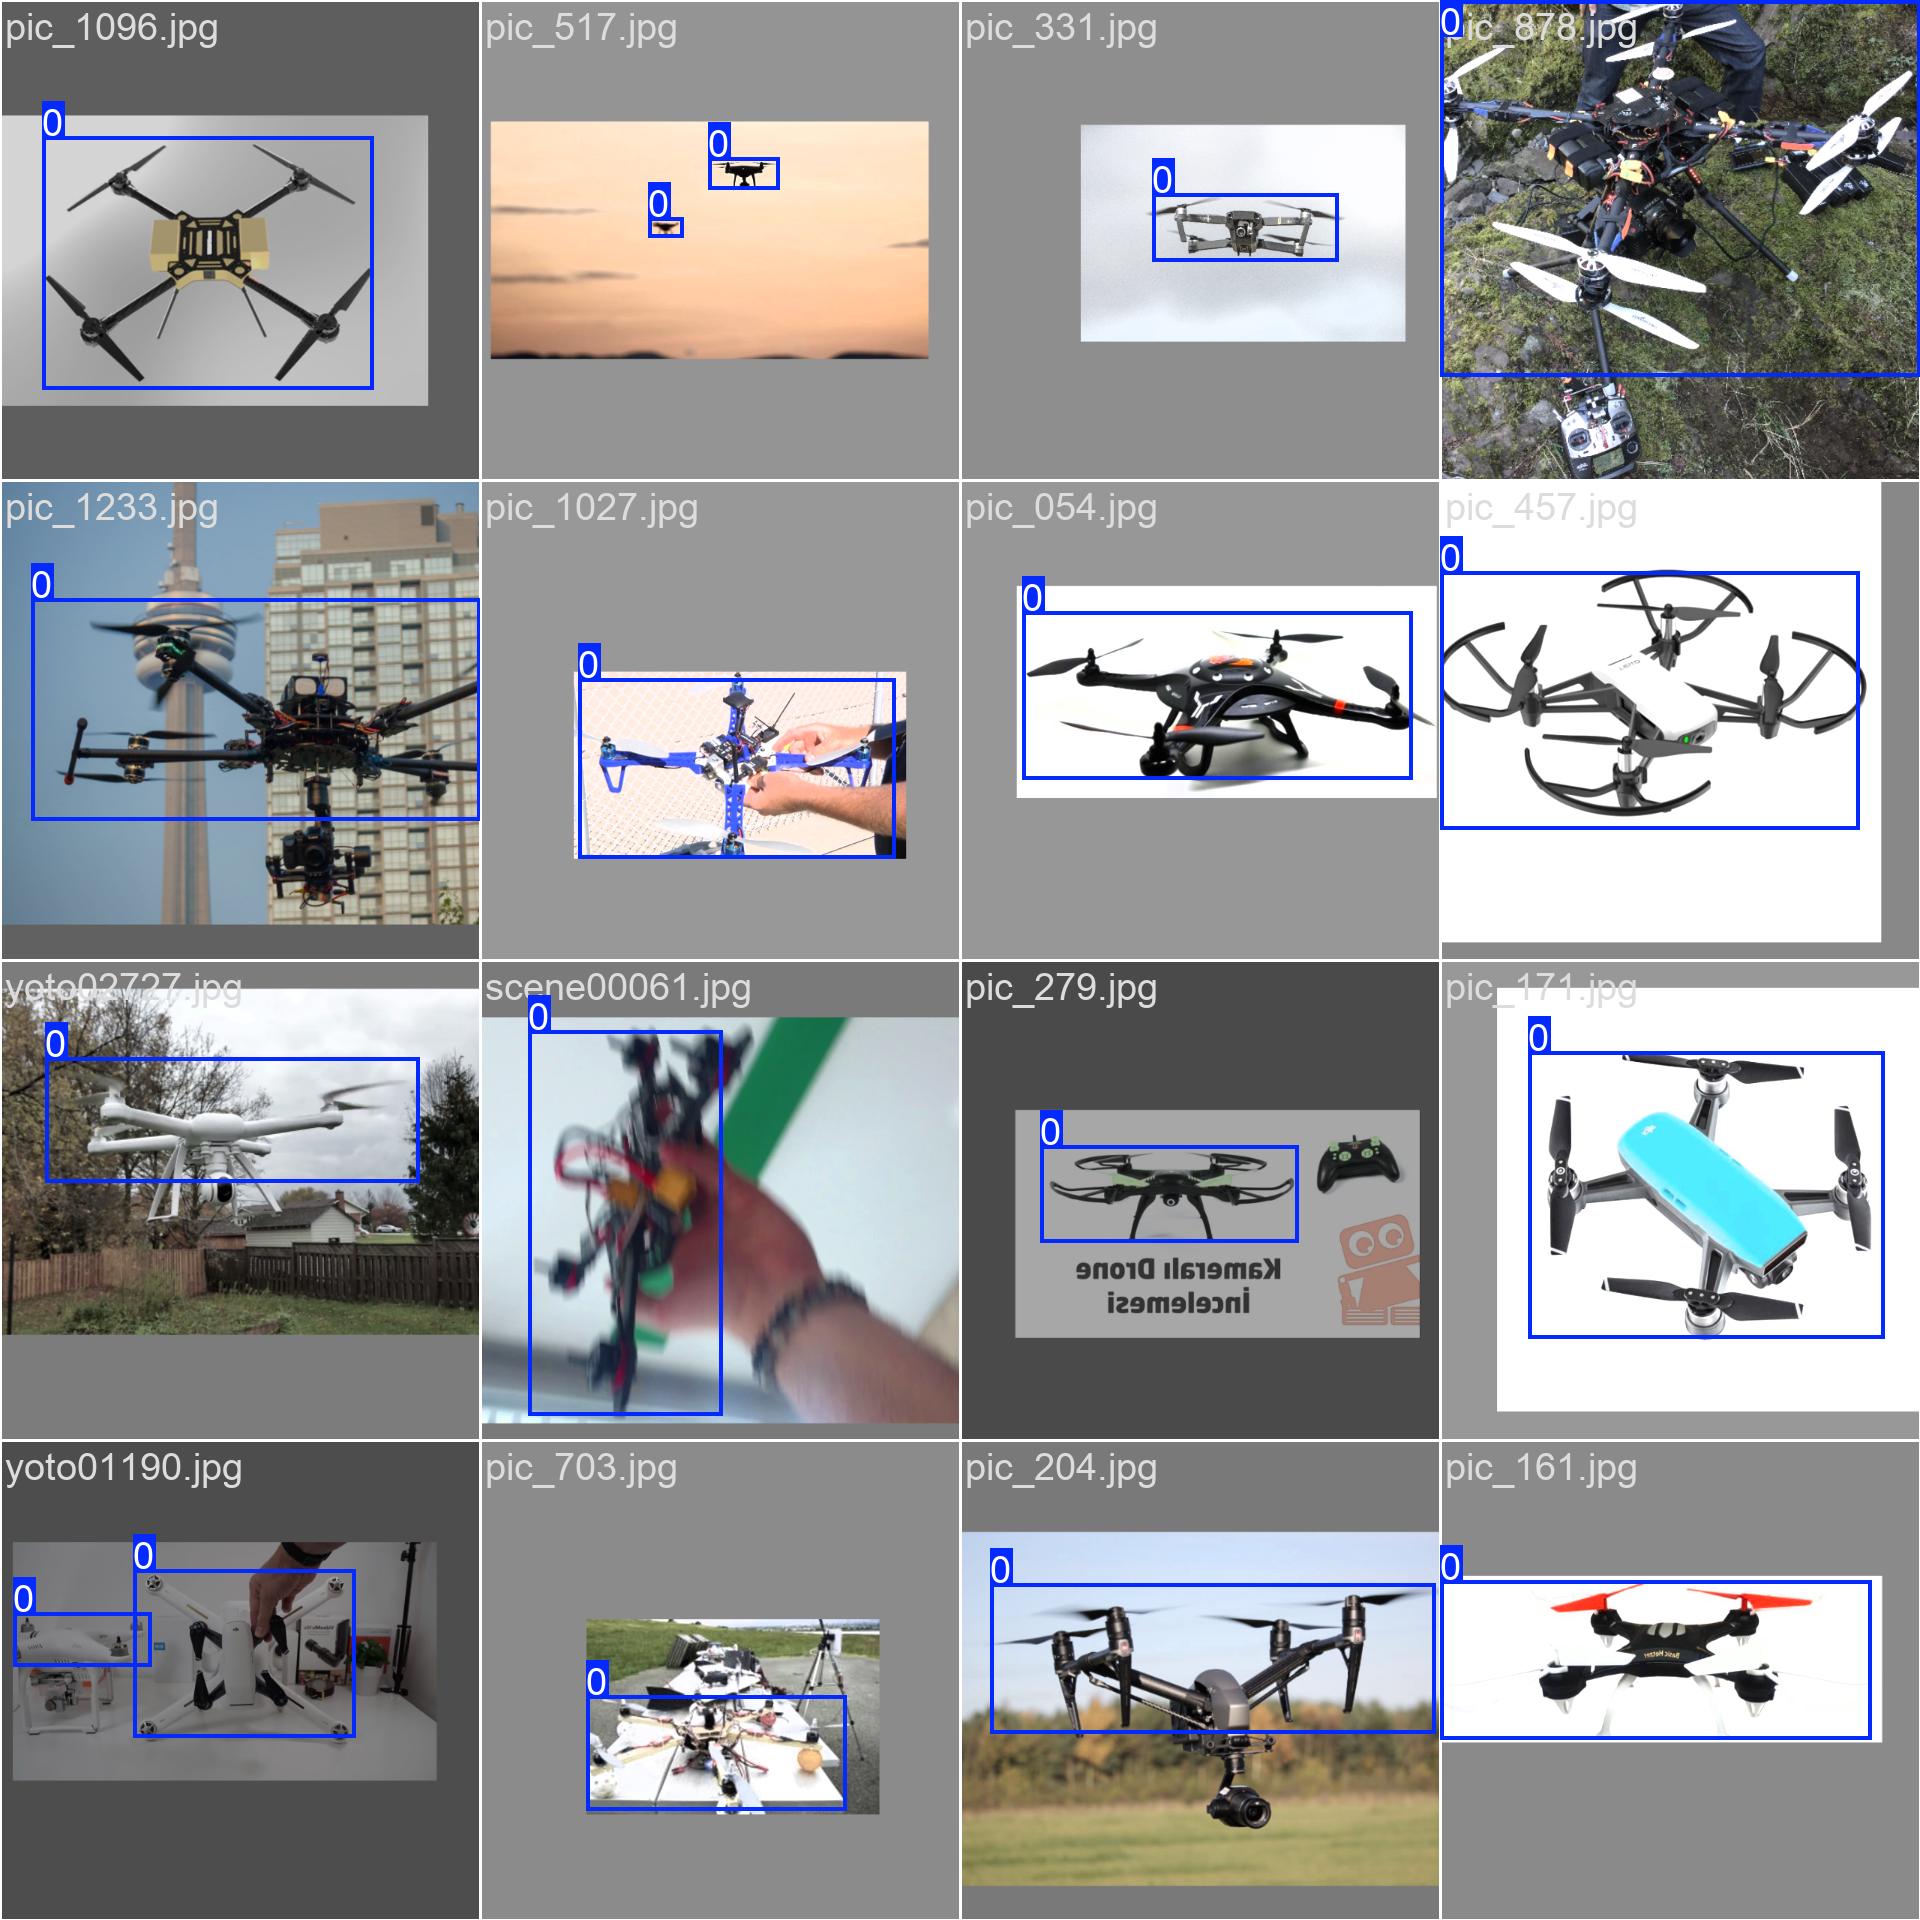 pic_1096.jpg
pic_517.jpg
pic_331.jpg
0
pic_878.jpg
0
0
0
0
pic_1233.jpg
pic_1027.jpg
pic_054.jpg
pic_457.jpg
0
0
0
0
yoto02727.jpg
scene00061.jpg
pic_279.jpg
pic_171.jpg
0
0
0
0
Kameralı Drone
İncelemesi
yoto01190.jpg
pic_703.jpg
pic_204.jpg
pic_161.jpg
0
0
0
0
0